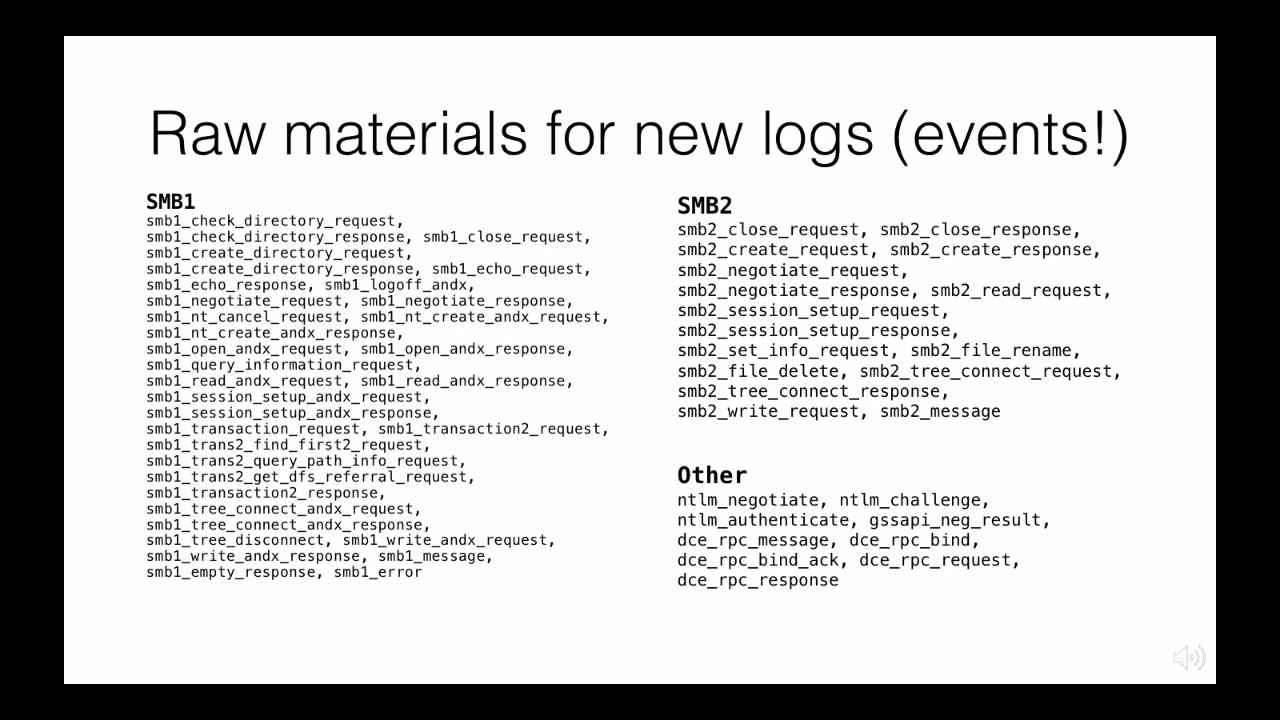 Raw materials for new logs (events!)
SMB1
smb1_check_directory_request,
smb1_check_directory_response, smb1_close_request,
smb1_create_directory_request,
smb1_create_directory_response, smb1_echo_request,
smb1_echo_response, smb1_logoff_andx,
smb1_negotiate_request, smb1_negotiate_response,
smb1_nt_cancel_request, smb1_nt_create_andx_request,
smb1_nt_create_andx_response,
smb1_open_andx_request, smb1_open_andx_response,
smb1_query_information_request,
smb1_read_andx_request, smb1_read_andx_response,
smb1_session_setup_andx_request,
smb1_session_setup_andx_response,
smb1_transaction_request, smb1_transaction2_request,
smb1_trans2_find_first2_request,
smb1_trans2_query_path_info_request,
smb1_trans2_get_dfs_referral_request,
smb1_transaction2_response,
smb1_tree_connect_andx_request,
smb1_tree_connect_andx_response,
smb1_tree_disconnect, smb1_write_andx_request,
smb1_write_andx_response, smb1_message,
smb1_empty_response, smb1_error
SMB2
smb2_close_request, smb2_close_response,
smb2_create_request, smb2_create_response,
smb2_negotiate_request,
smb2_negotiate_response, smb2_read_request,
smb2_session_setup_request,
smb2_session_setup_response,
smb2_set_info_request, smb2_file_rename,
smb2_file_delete, smb2_tree_connect_request,
smb2_tree_connect_response,
smb2_write_request, smb2_message
Other
ntlm_negotiate, ntlm_challenge,
ntlm_authenticate, gssapi_neg_result,
dce_rpc_message, dce_rpc_bind,
dce_rpc_bind_ack, dce_rpc_request,
dce_rpc_response